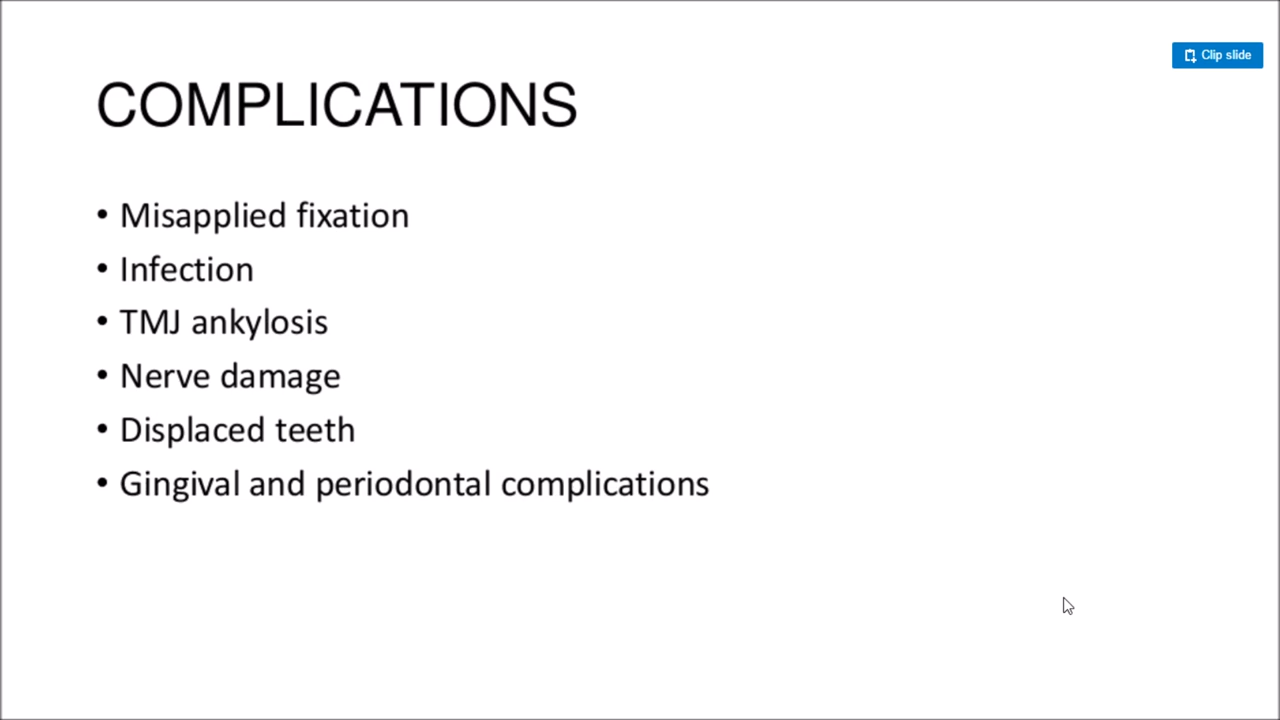 Clip slide
COMPLICATIONS
• Misapplied fixation
• Infection
• TMJ ankylosis
• Nerve damage
• Displaced teeth
• Gingival and periodontal complications